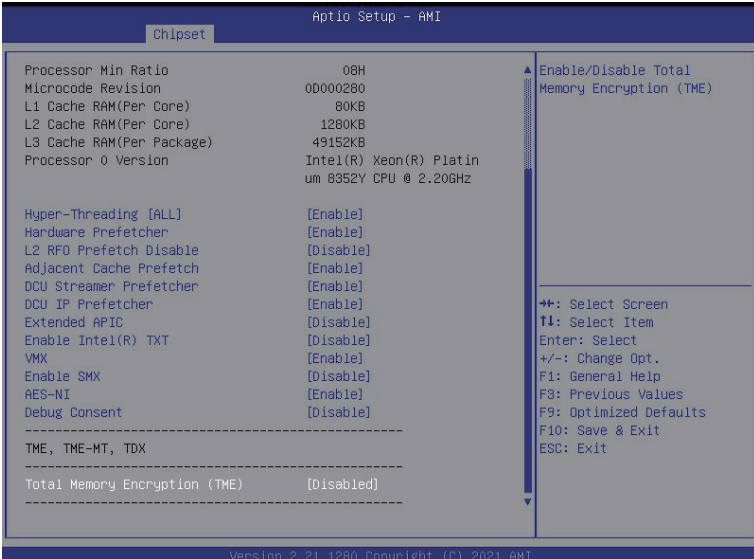 Aptio Setup – AMI
Chipset
Processor Min Ratio 08H
Microcode Revision 0D000280
L1 Cache RAM(Per Core) 80KB
L2 Cache RAM(Per Core) 1280KB
L3 Cache RAM(Per Package) 49152KB
Processor 0 Version Intel(R) Xeon(R) Platin
um 8352Y CPU @ 2.20GHz
Hyper-Threading [ALL] [Enable]
Hardware Prefetcher [Enable]
L2 RFO Prefetch Disable [Disable]
Adjacent Cache Prefetch [Enable]
DCU Streamer Prefetcher [Enable]
DCU IP Prefetcher [Enable]
Extended APIC [Disable]
Enable Intel(R) TXT [Disable]
VMX [Enable]
Enable SMX [Disable]
AES-NI [Enable]
Debug Consent [Disable]
TME, TME-MT, TDX
Total Memory Encryption (TME) [Disabled]
Enable/Disable Total
Memory Encryption (TME)
→←: Select Screen
↑↓: Select Item
Enter: Select
+/-: Change Opt.
F1: General Help
F3: Previous Values
F9: Optimized Defaults
F10: Save & Exit
ESC: Exit
Version 2.21.1280 Copyright (C) 2021 AMI